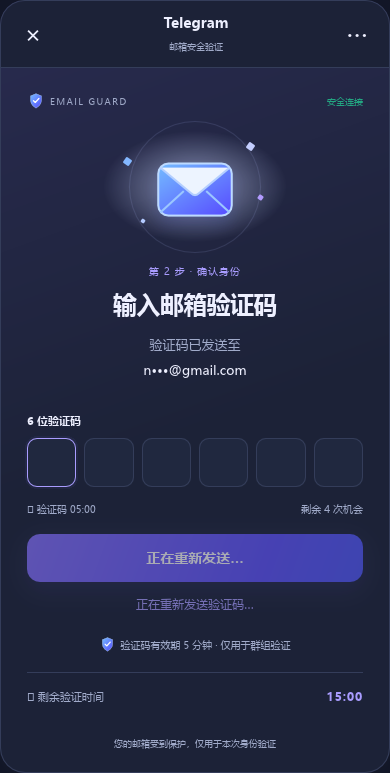 Telegram
邮箱安全验证
EMAIL GUARD
安全连接
第 2 步 · 确认身份
输入邮箱验证码
验证码已发送至
n•••@gmail.com
6 位验证码
验证码 05:00
剩余 4 次机会
正在重新发送...
正在重新发送验证码...
验证码有效期 5 分钟 · 仅用于群组验证
剩余验证时间
15:00
您的邮箱受到保护，仅用于本次身份验证